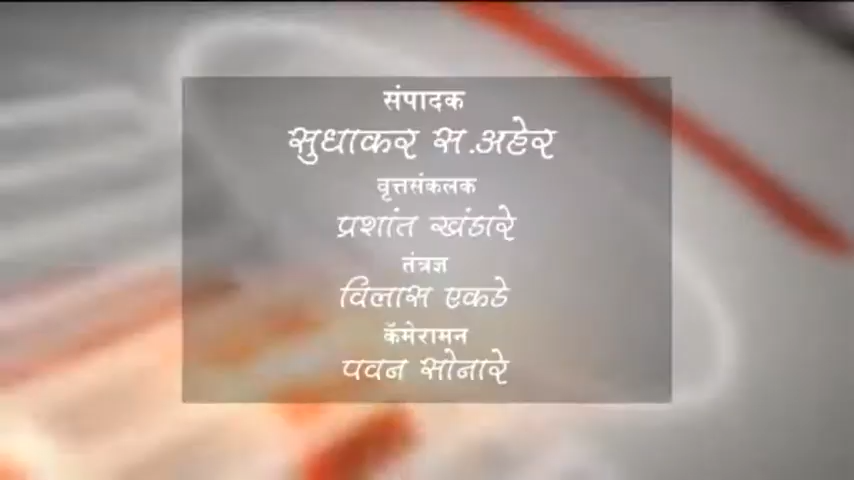 संपादक
सुधाकर स.अहेर
वृत्तसंकलक
प्रशांत खंडारे
तंत्रज्ञ
विलास एकडे
कॅमेरामन
पवन सोनारे